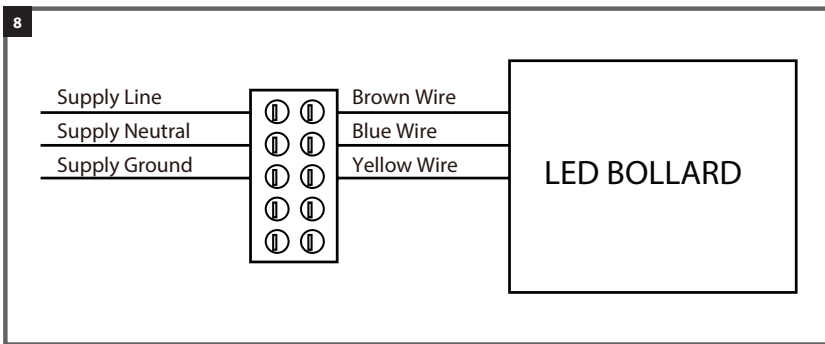 8
Supply Line
Brown Wire
Supply Neutral
Blue Wire
Supply Ground
Yellow Wire
LED BOLLARD